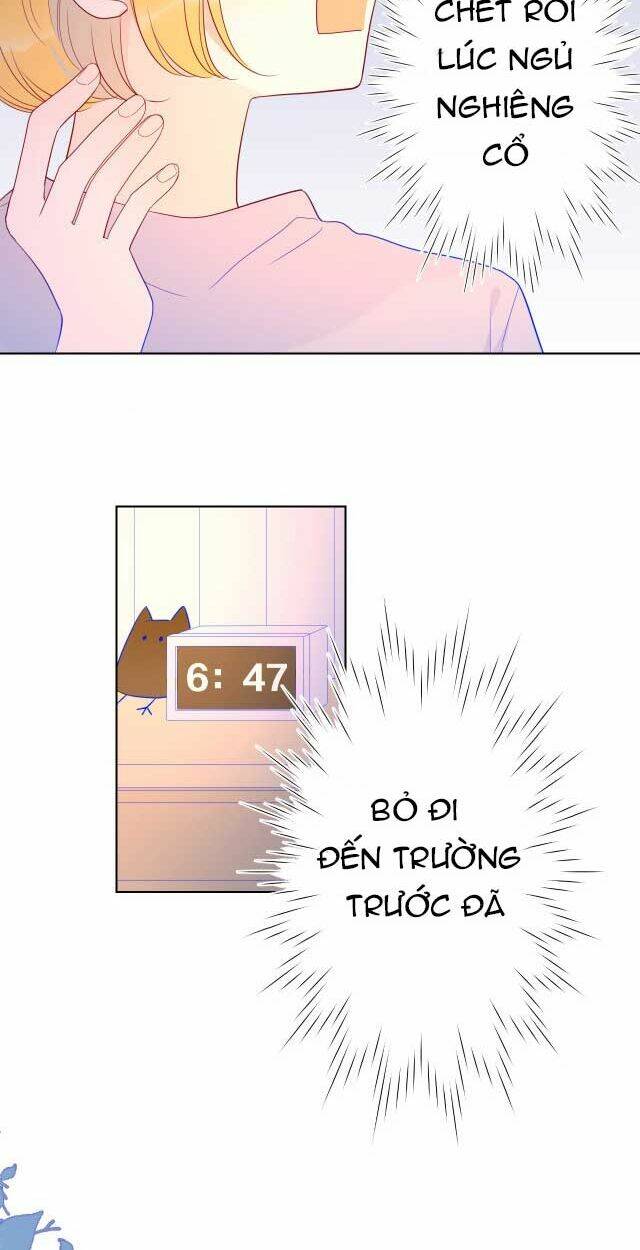 CHẾT RỒI
LÚC NGỦ
NGHIÊNG
CỔ
6: 47
BỎ ĐI
ĐẾN TRƯỜNG
TRƯỚC ĐÃ